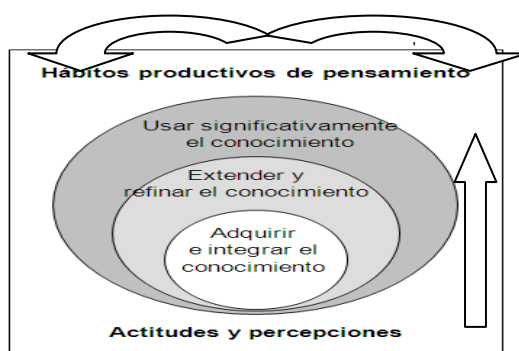 Hábitos productivos de pensamiento
Usar significativamente
el conocimiento
Extender y
refinar el conocimiento
Adquirir
e integrar el
conocimiento
Actitudes y percepciones